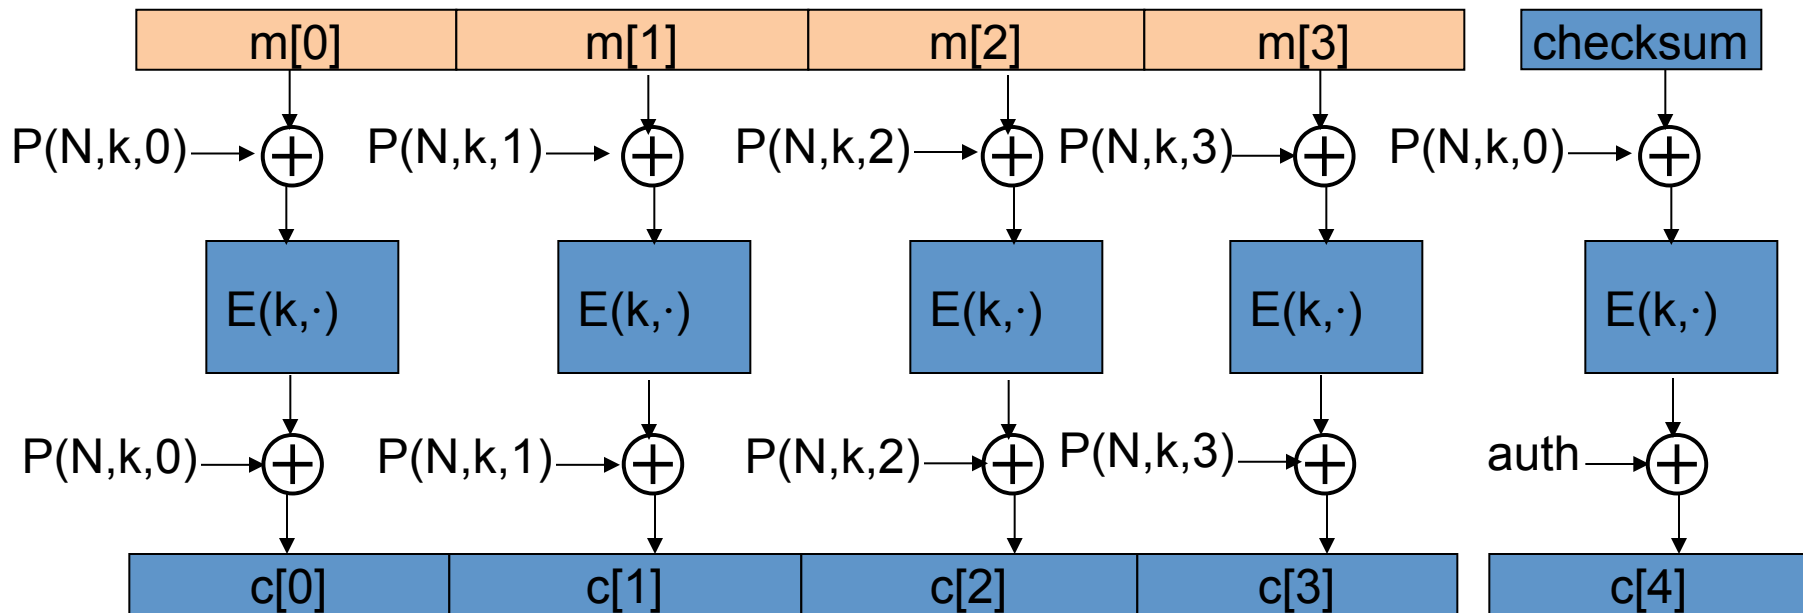 m[0] m[1] m[2] m[3] checksum
P(N,k,0) P(N,k,1) P(N,k,2) P(N,k,3) P(N,k,0)
E(k,·) E(k,·) E(k,·) E(k,·) E(k,·)
P(N,k,0) P(N,k,1) P(N,k,2) P(N,k,3) auth
c[0] c[1] c[2] c[3] c[4]